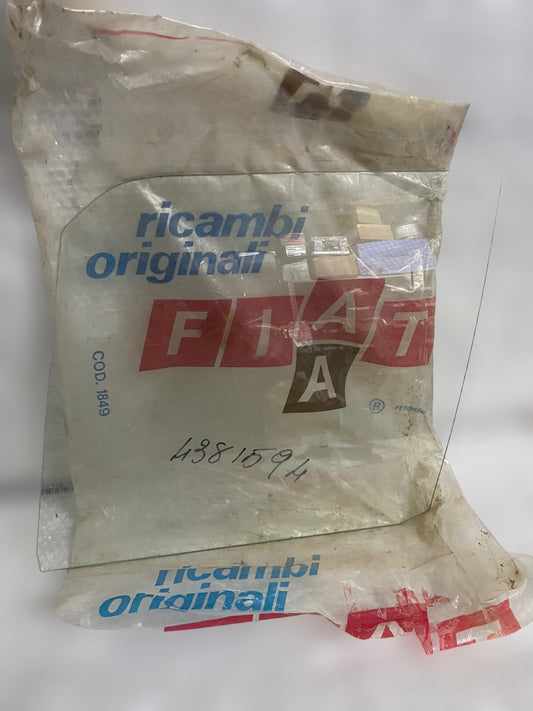 ricambi
originali
FIAT
A
COD. 1849
®
4381594
ricambi
originali